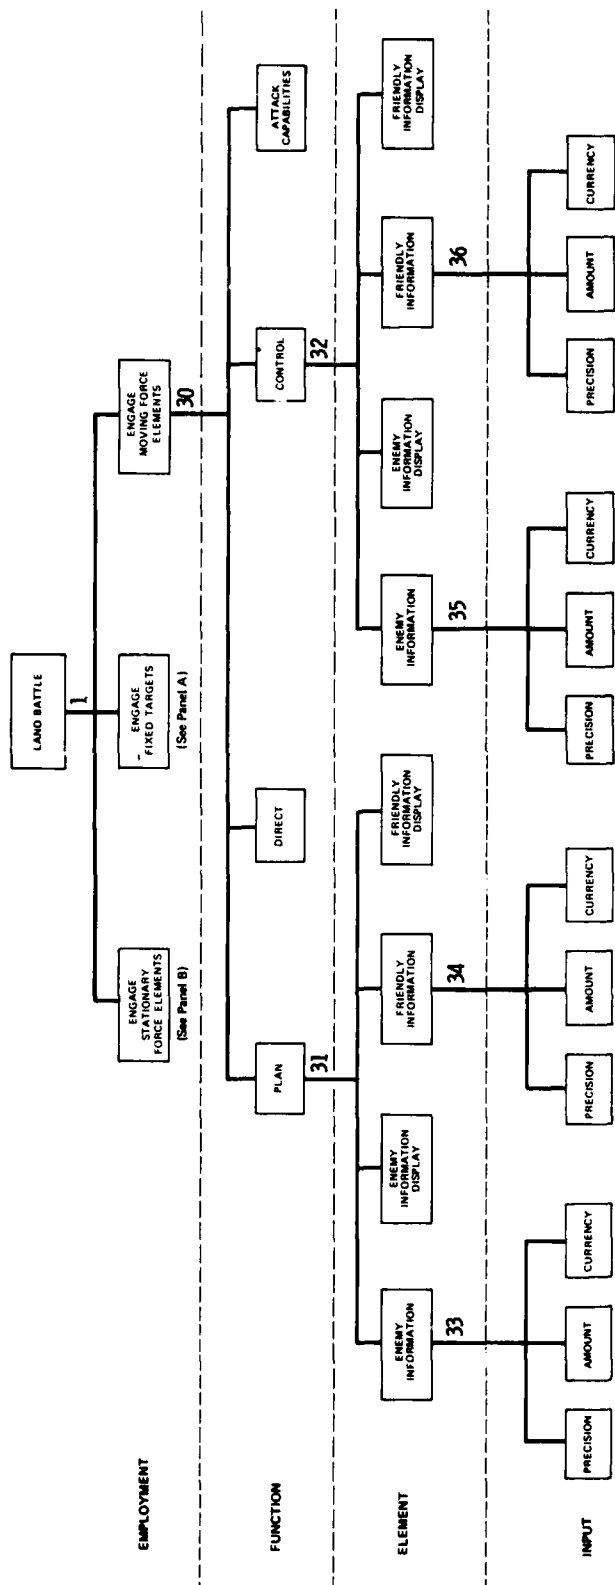 LAND BATTLE
1
EMPLOYMENT
ENGAGE
STATIONARY
FORCE ELEMENTS
(See Panel B)
ENGAGE
FIXED TARGETS
(See Panel A)
ENGAGE
MOVING FORCE
ELEMENTS
30
FUNCTION
PLAN
31
DIRECT
CONTROL
32
ATTACK
CAPABILITIES
ELEMENT
ENEMY
INFORMATION
33
ENEMY
INFORMATION
DISPLAY
FRIENDLY
INFORMATION
34
FRIENDLY
INFORMATION
DISPLAY
ENEMY
INFORMATION
35
ENEMY
INFORMATION
DISPLAY
FRIENDLY
INFORMATION
36
FRIENDLY
INFORMATION
DISPLAY
INPUT
PRECISION
AMOUNT
CURRENCY
PRECISION
AMOUNT
CURRENCY
PRECISION
AMOUNT
CURRENCY
PRECISION
AMOUNT
CURRENCY